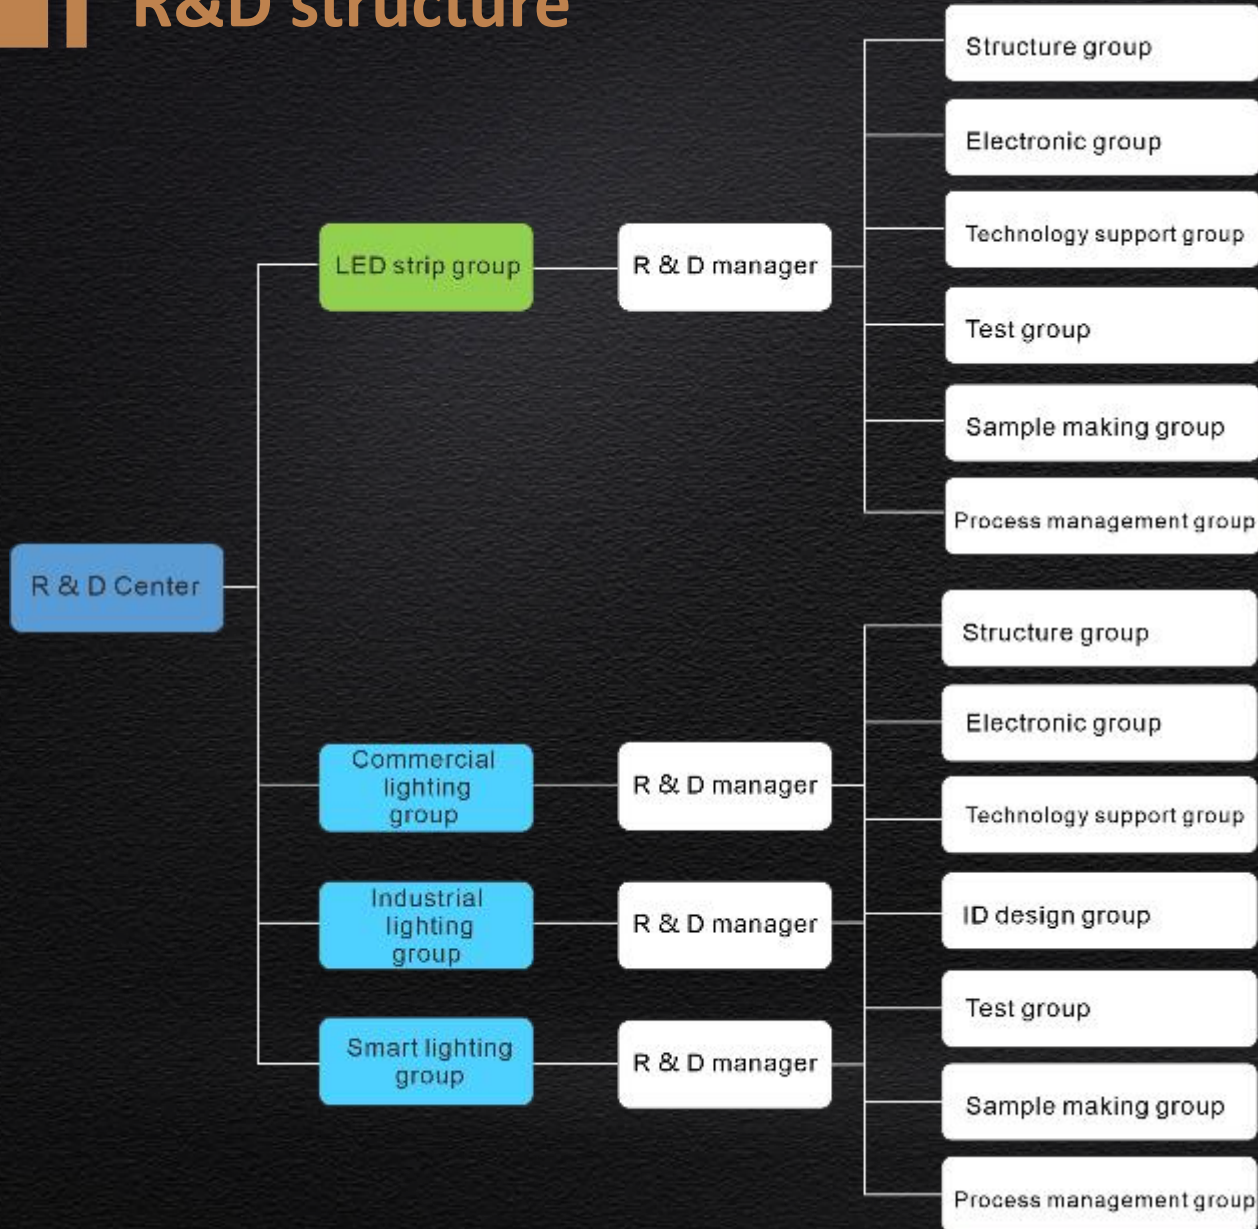 R&D structure
R & D Center
LED strip group
R & D manager
Structure group
Electronic group
Technology support group
Test group
Sample making group
Process management group
Commercial
lighting
group
R & D manager
Industrial
lighting
group
R & D manager
Smart lighting
group
R & D manager
Structure group
Electronic group
Technology support group
ID design group
Test group
Sample making group
Process management group